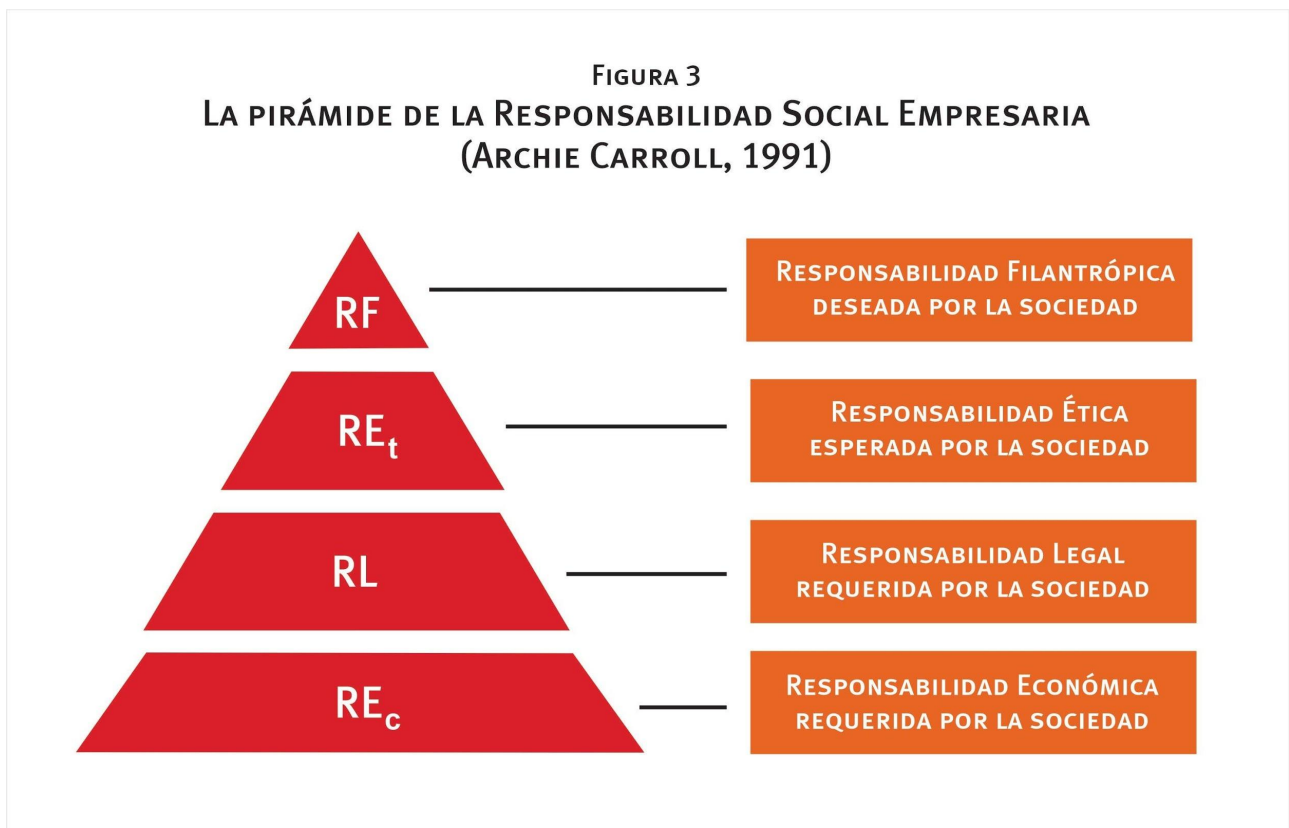 Figura 3
La pirámide de la Responsabilidad Social Empresaria
(Archie Carroll, 1991)
RF
Responsabilidad Filantrópica
deseada por la sociedad
REt
Responsabilidad Ética
esperada por la sociedad
RL
Responsabilidad Legal
requerida por la sociedad
REc
Responsabilidad Económica
requerida por la sociedad